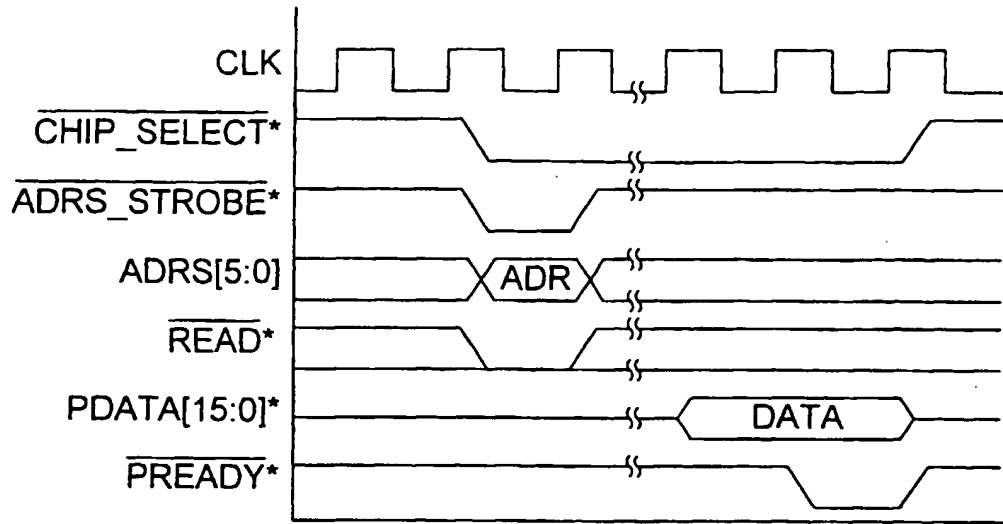 CLK
CHIP_SELECT*
ADRS_STROBE*
ADRS[5:0] ADR
READ*
PDATA[15:0]* DATA
PREADY*